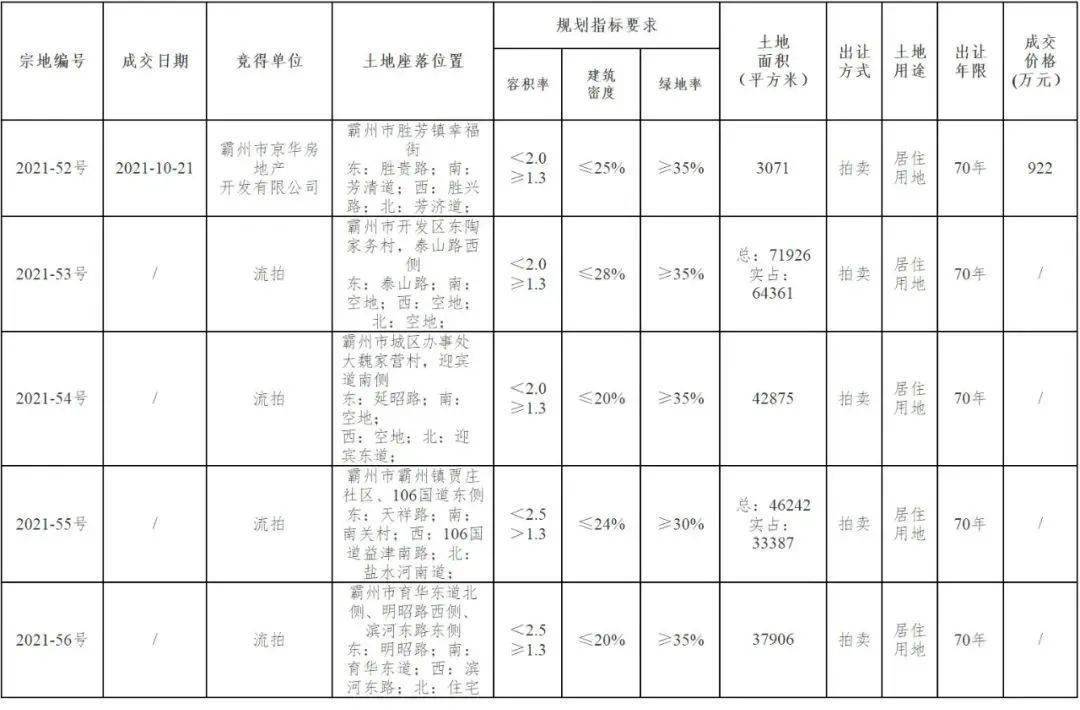 宗地编号
成交日期
竞得单位
土地座落位置
规划指标要求
容积率
建筑
密度
绿地率
土地
面积
（平方米）
出让
方式
土地
用途
出让
年限
成交
价格
(万元)
2021-52号
2021-10-21
霸州市京华房
地产
开发有限公司
霸州市胜芳镇幸福
街
东：胜贵路；南：
芳清道；西：胜兴
路；北：芳济道；
<2.0
≥1.3
≤25%
≥35%
3071
拍卖
居住
用地
70年
922
2021-53号
/
流拍
霸州市开发区东陶
家务村，泰山路西
侧
东：泰山路；南：
空地；西：空地；
北：空地；
<2.0
≥1.3
≤28%
≥35%
总：71926
实占：
64361
拍卖
居住
用地
70年
/
2021-54号
/
流拍
霸州市城区办事处
大魏家营村，迎宾
道南侧
东：延昭路；南：
空地；
西：空地；北：迎
宾东道；
<2.0
≥1.3
≤20%
≥35%
42875
拍卖
居住
用地
70年
/
2021-55号
/
流拍
霸州市霸州镇贾庄
社区、106国道东侧
东：天祥路；南：
南关村；西：106国
道益津南路；北：
盐水河南道；
<2.5
>1.3
≤24%
≥30%
总：46242
实占：
33387
拍卖
居住
用地
70年
/
2021-56号
/
流拍
霸州市育华东道北
侧、明昭路西侧、
滨河东路东侧
东：明昭路；南：
育华东道；西：滨
河东路；北：住宅
<2.5
≥1.3
≤20%
≥35%
37906
拍卖
居住
用地
70年
/